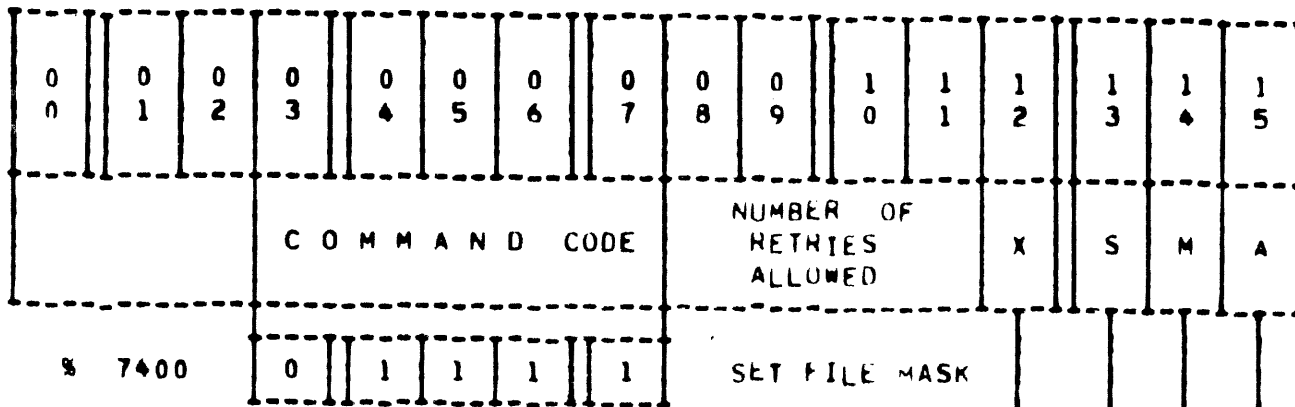 0 0 0 0 0 0 0 0 0 0 1 1 1 1 1 1
0 1 2 3 4 5 6 7 8 9 0 1 2 3 4 5
C O M M A N D CODE
NUMBER OF
RETRIES
ALLOWED
X S M A
% 7400 0 1 1 1 1 SET FILE MASK